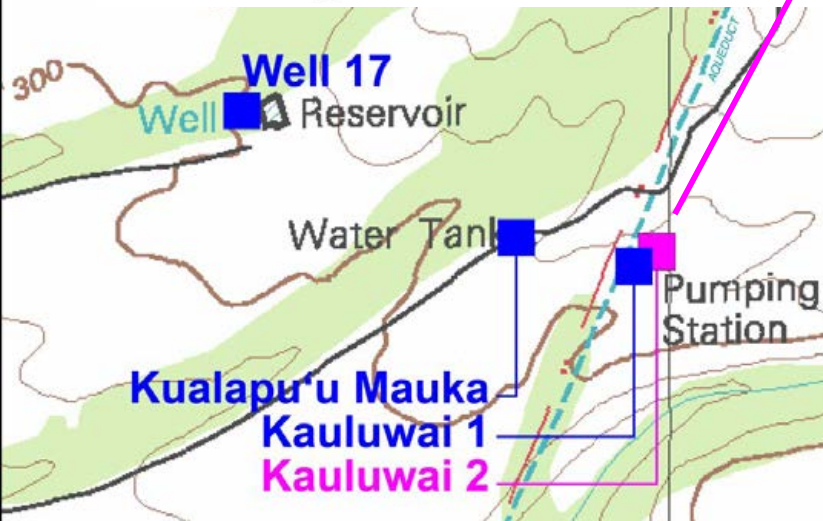 AQUEDUCT
Well 17
300
Well
Reservoir
Water Tank
Pumping
Station
Kualapu‘u Mauka
Kauluwai 1
Kauluwai 2